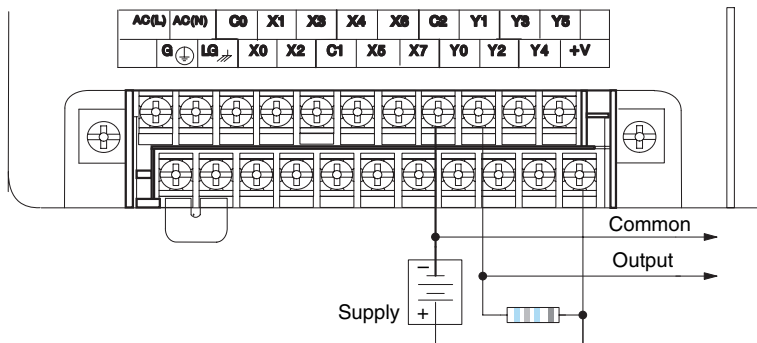 AC(L) AC(N) C0 X1 X3 X4 X6 C2 Y1 Y3 Y5
G LG X0 X2 C1 X5 X7 Y0 Y2 Y4 +V
Common
Output
–
Supply
+